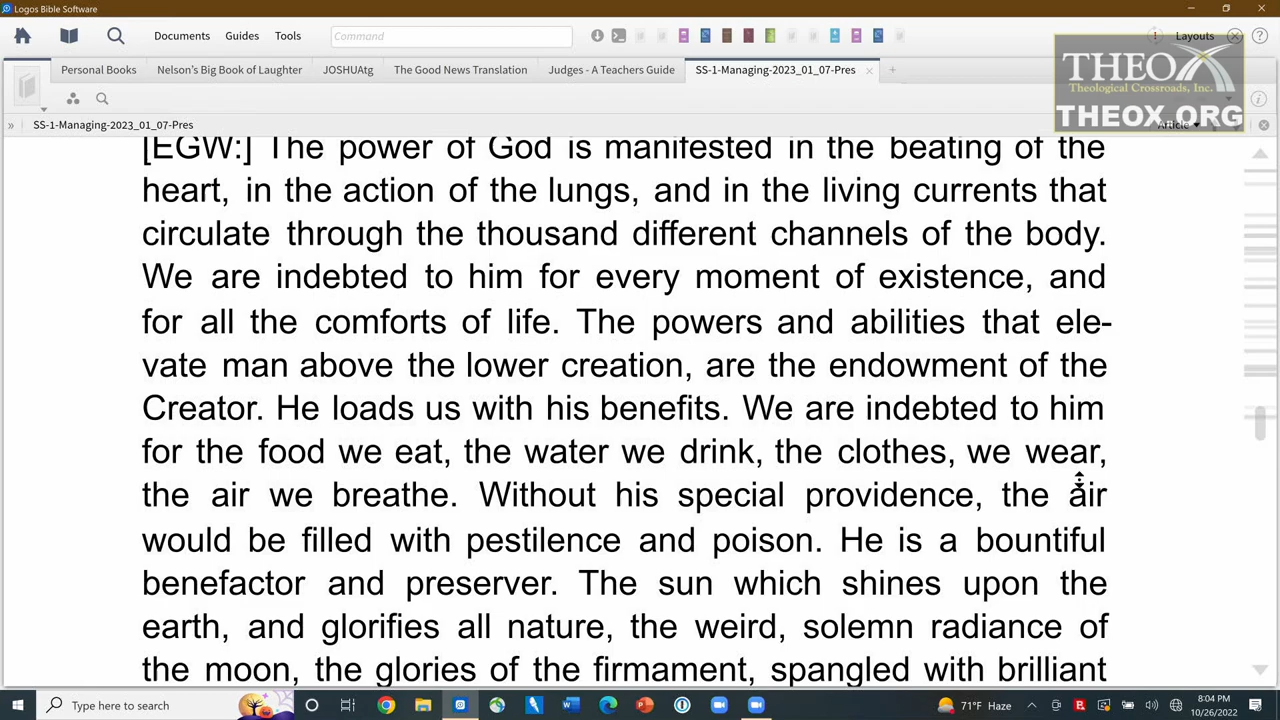 Logos Bible Software
Documents Guides Tools Command Layouts
THEOX
Theological Crossroads, Inc.
THEOX.ORG
Personal Books Nelson's Big Book of Laughter JOSHUAtg The Good News Translation Judges - A Teachers Guide SS-1-Managing-2023_01_07-Pres
» SS-1-Managing-2023_01_07-Pres Article
[EGW:] The power of God is manifested in the beating of the
heart, in the action of the lungs, and in the living currents that
circulate through the thousand different channels of the body.
We are indebted to him for every moment of existence, and
for all the comforts of life. The powers and abilities that ele-
vate man above the lower creation, are the endowment of the
Creator. He loads us with his benefits. We are indebted to him
for the food we eat, the water we drink, the clothes, we wear,
the air we breathe. Without his special providence, the air
would be filled with pestilence and poison. He is a bountiful
benefactor and preserver. The sun which shines upon the
earth, and glorifies all nature, the weird, solemn radiance of
the moon, the glories of the firmament, spangled with brilliant
Type here to search 71°F Haze 8:04 PM
10/26/2022